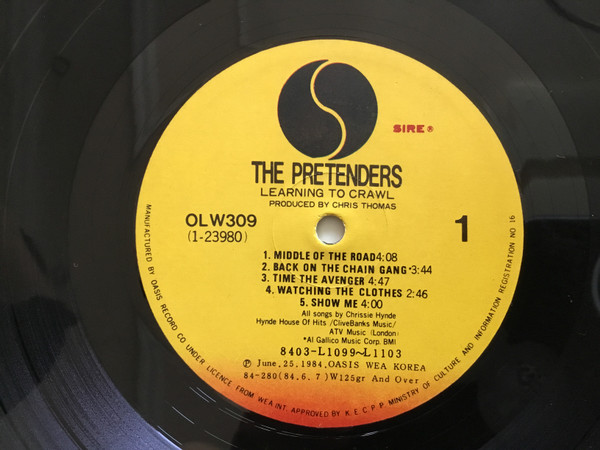 SIRE®
THE PRETENDERS
LEARNING TO CRAWL
PRODUCED BY CHRIS THOMAS
OLW309
(1-23980)
1
1. MIDDLE OF THE ROAD 4:08
2. BACK ON THE CHAIN GANG *3:44
3. TIME THE AVENGER 4:47
4. WATCHING THE CLOTHES 2:46
5. SHOW ME 4:00
All songs by Chrissie Hynde
Hynde House Of Hits /CliveBanks Music/
ATV Music (London)
*Al Gallico Music Corp. BMI
8403-L1099~L1103
Ⓟ June.25.1984.OASIS WEA KOREA
84-280(84.6.7)W125gr And Over
MANUFACTURED BY OASIS RECORD CO UNDER LICENCE FROM WEA INT. APPROVED BY K.E.C.P.P MINISTRY OF CULTURE AND INFORMATION REGISTRATION NO 16